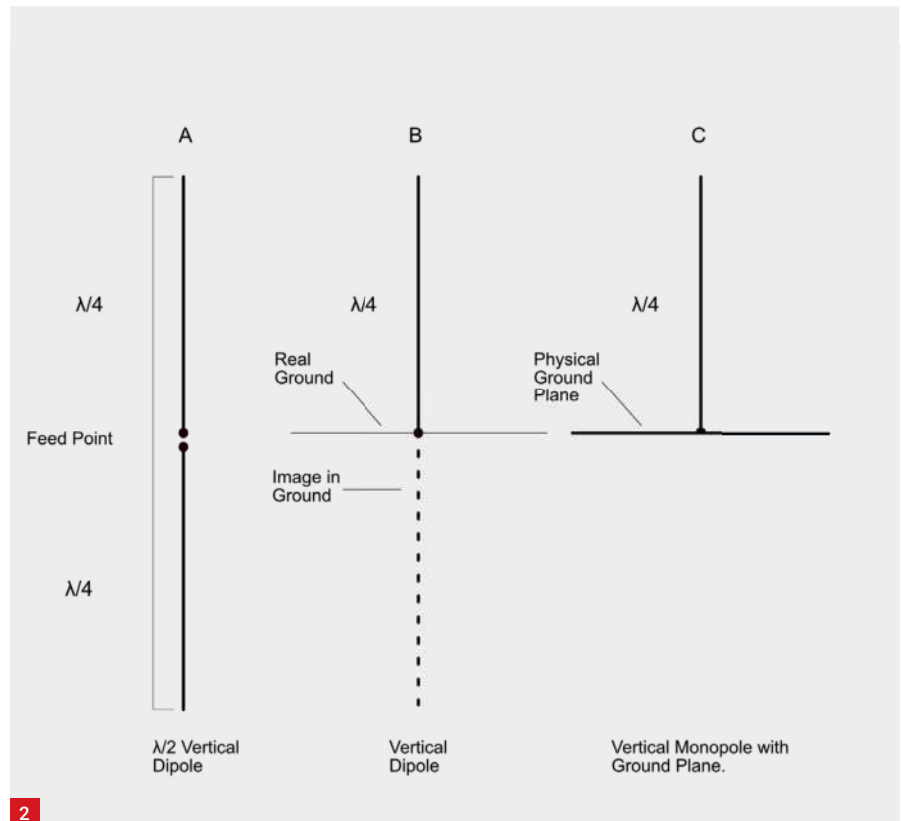 A
B
C
λ/4
λ/4
λ/4
Real
Ground
Physical
Ground
Plane
Feed Point
Image in
Ground
λ/4
λ/2 Vertical
Dipole
Vertical
Dipole
Vertical Monopole with
Ground Plane.
2